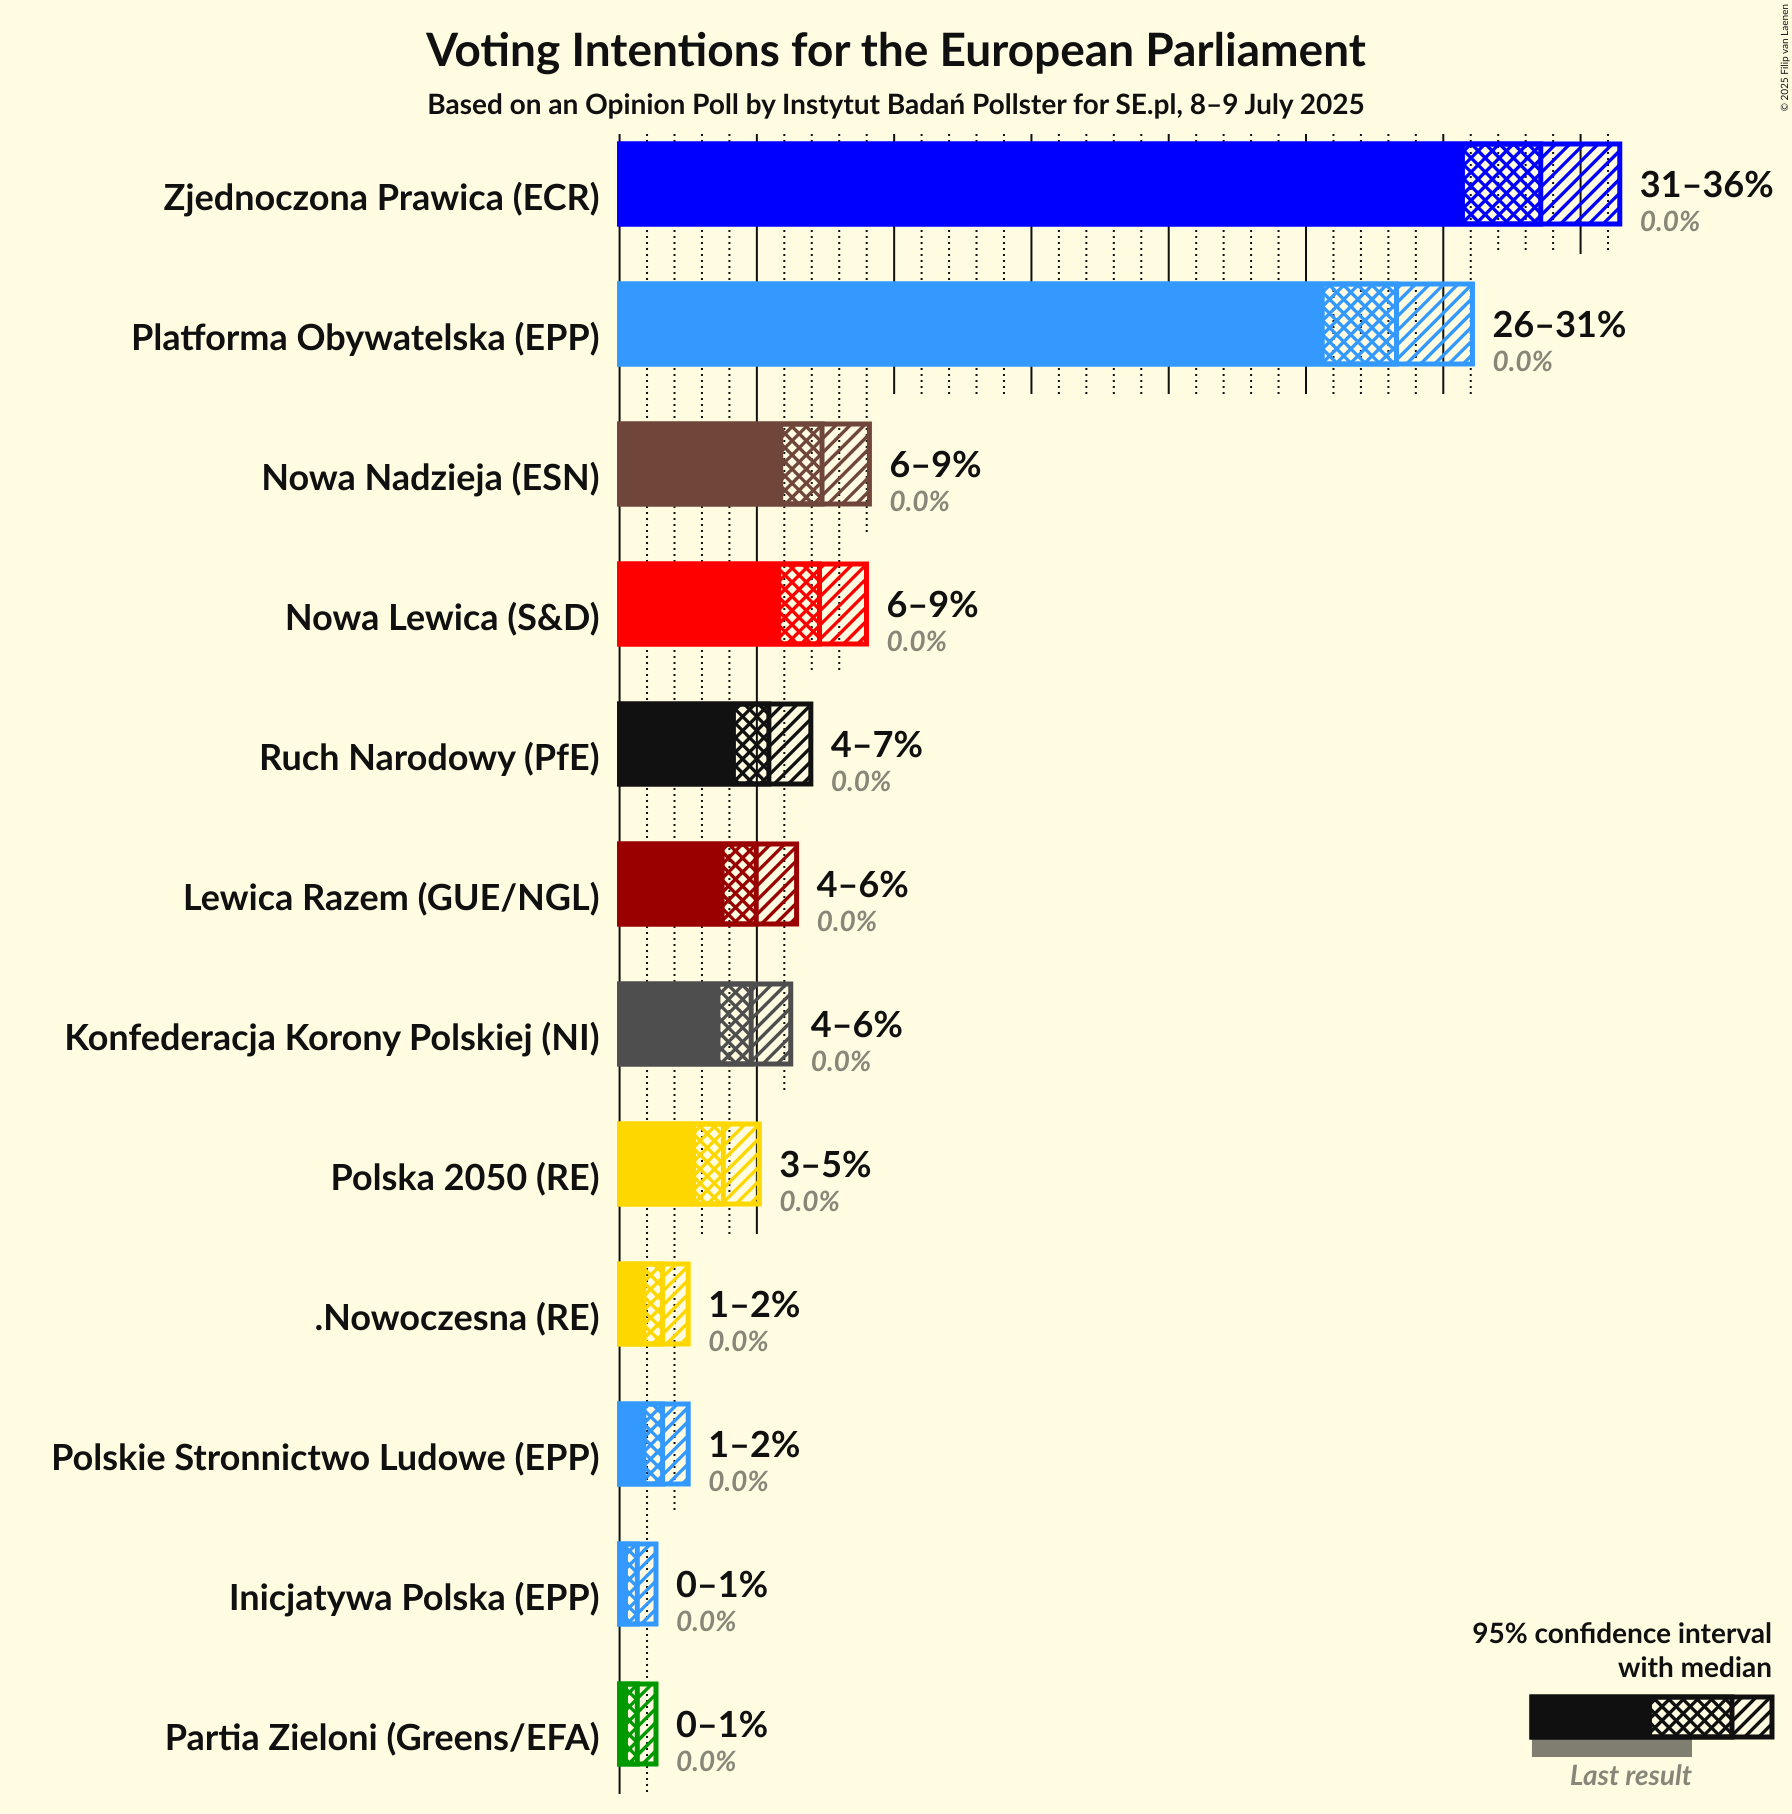 Voting Intentions for the European Parliament
Based on an Opinion Poll by Instytut Badań Pollster for SE.pl, 8–9 July 2025
© 2025 Filip van Laenen
Zjednoczona Prawica (ECR)
31–36%
0.0%
Platforma Obywatelska (EPP)
26–31%
0.0%
Nowa Nadzieja (ESN)
6–9%
0.0%
Nowa Lewica (S&D)
6–9%
0.0%
Ruch Narodowy (PfE)
4–7%
0.0%
Lewica Razem (GUE/NGL)
4–6%
0.0%
Konfederacja Korony Polskiej (NI)
4–6%
0.0%
Polska 2050 (RE)
3–5%
0.0%
.Nowoczesna (RE)
1–2%
0.0%
Polskie Stronnictwo Ludowe (EPP)
1–2%
0.0%
Inicjatywa Polska (EPP)
0–1%
0.0%
Partia Zieloni (Greens/EFA)
0–1%
0.0%
95% confidence interval
with median
Last result